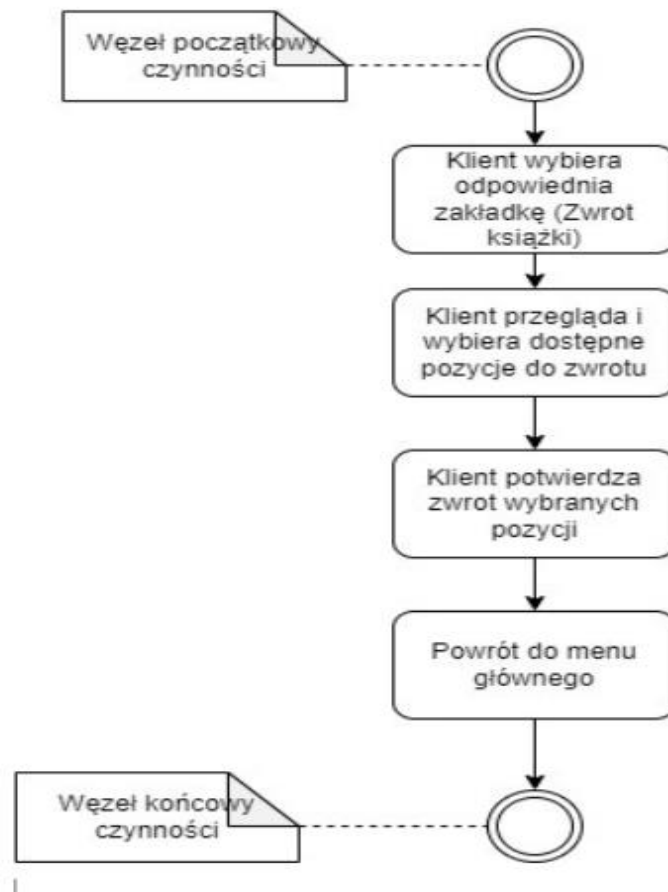 Węzeł początkowy
czynności
Klient wybiera
odpowiednia
zakładkę (Zwrot
książki)
Klient przegląda i
wybiera dostępne
pozycje do zwrotu
Klient potwierdza
zwrot wybranych
pozycji
Powrót do menu
głównego
Węzeł końcowy
czynności